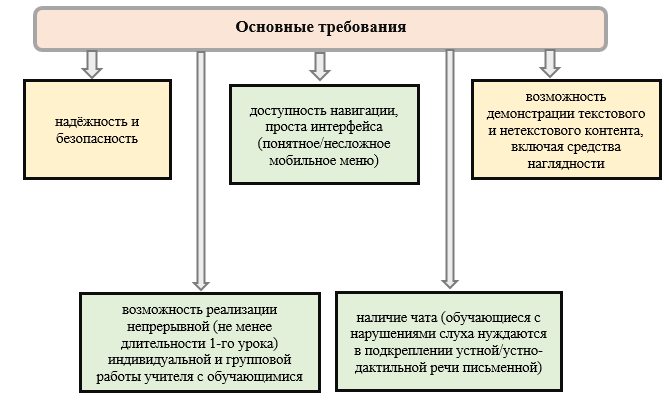 Основные требования
надёжность и
безопасность
доступность навигации,
проста интерфейса
(понятное/несложное
мобильное меню)
возможность
демонстрации текстового
и нетекстового контента,
включая средства
наглядности
возможность реализации
непрерывной (не менее
длительности 1-го урока)
индивидуальной и групповой
работы учителя с обучающимися
наличие чата (обучающиеся с
нарушениями слуха нуждаются
в подкреплении устной/устно-
дактильной речи письменной)